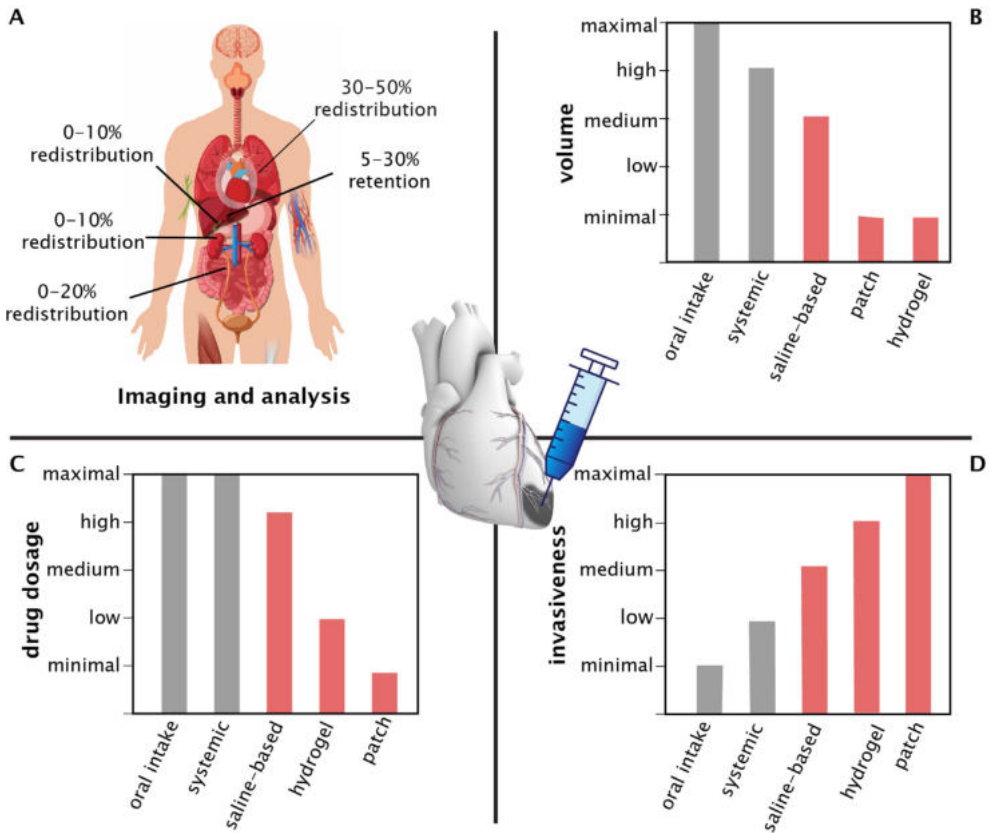 A
30–50%
redistribution
0–10%
redistribution
5–30%
retention
0–10%
redistribution
0–20%
redistribution
Imaging and analysis
B
volume
maximal
high
medium
low
minimal
oral intake
systemic
saline-based
patch
hydrogel
C
drug dosage
maximal
high
medium
low
minimal
oral intake
systemic
saline-based
hydrogel
patch
D
invasiveness
maximal
high
medium
low
minimal
oral intake
systemic
saline-based
hydrogel
patch